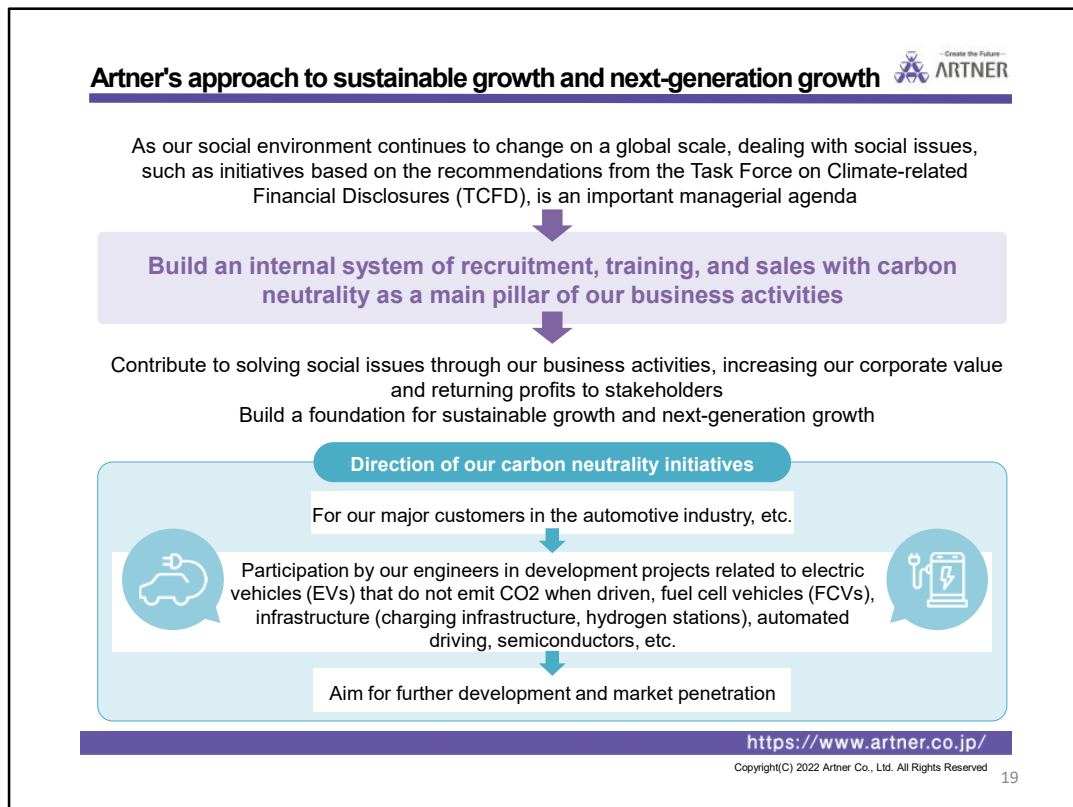 Artner's approach to sustainable growth and next-generation growth
—Create the Future—
ARTNER
As our social environment continues to change on a global scale, dealing with social issues,
such as initiatives based on the recommendations from the Task Force on Climate-related
Financial Disclosures (TCFD), is an important managerial agenda
Build an internal system of recruitment, training, and sales with carbon
neutrality as a main pillar of our business activities
Contribute to solving social issues through our business activities, increasing our corporate value
and returning profits to stakeholders
Build a foundation for sustainable growth and next-generation growth
Direction of our carbon neutrality initiatives
For our major customers in the automotive industry, etc.
Participation by our engineers in development projects related to electric
vehicles (EVs) that do not emit CO2 when driven, fuel cell vehicles (FCVs),
infrastructure (charging infrastructure, hydrogen stations), automated
driving, semiconductors, etc.
Aim for further development and market penetration
https://www.artner.co.jp/
Copyright(C) 2022 Artner Co., Ltd. All Rights Reserved
19